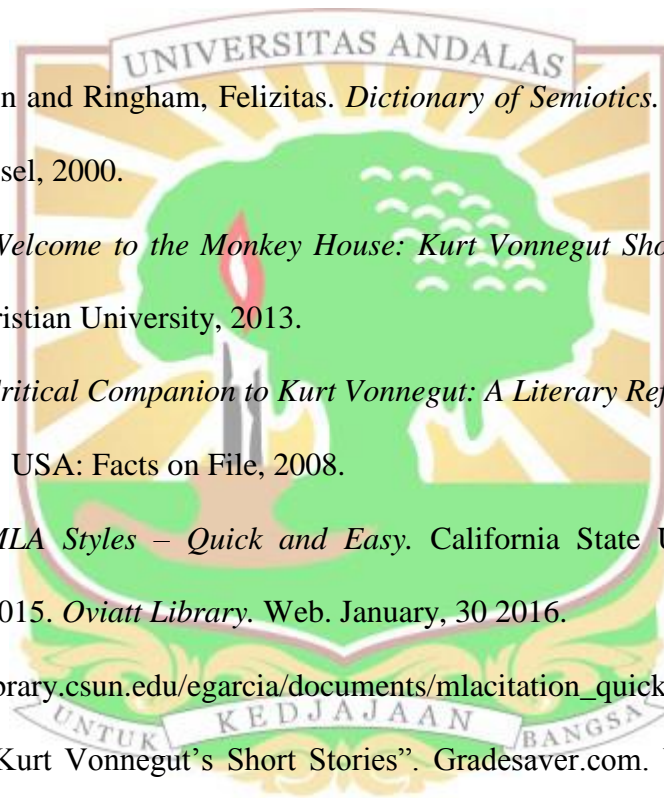 UNIVERSITAS ANDALAS
n and Ringham, Felizitas. Dictionary of Semiotics.
sel, 2000.
Welcome to the Monkey House: Kurt Vonnegut Sho
ristian University, 2013.
Critical Companion to Kurt Vonnegut: A Literary Ref
USA: Facts on File, 2008.
MLA Styles – Quick and Easy. California State U
015. Oviatt Library. Web. January, 30 2016.
brary.csun.edu/egarcia/documents/mlacitation_quick
UNTUK KEDJAJAAN BANGSA
Kurt Vonnegut’s Short Stories”. Gradesaver.com.